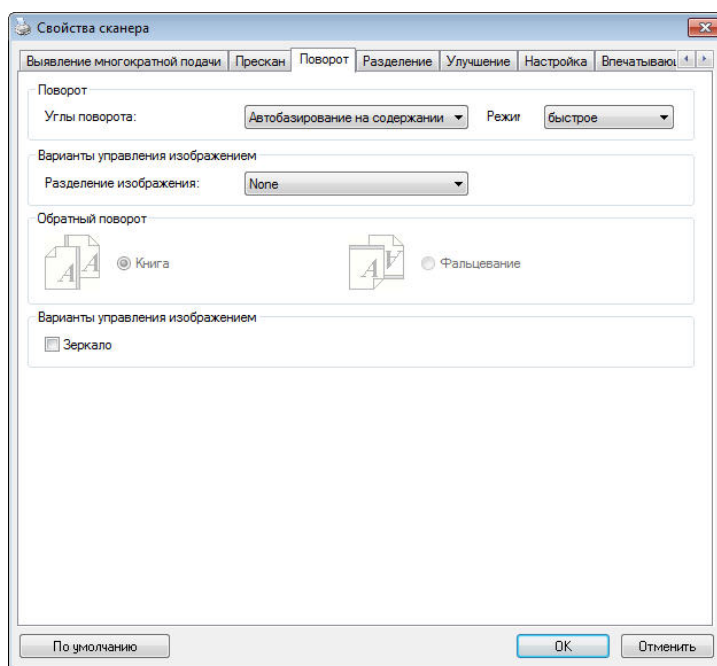 Свойства сканера
Выявление многократной подачи Прескан Поворот Разделение Улучшение Настройка Впечатываю
Поворот
Углы поворота: Автобазирование на содержании Режи быстрое
Варианты управления изображением
Разделение изображения: None
Обратный поворот
A A Книга A A Фальцевание
Варианты управления изображением
Зеркало
По умолчанию OK Отменить